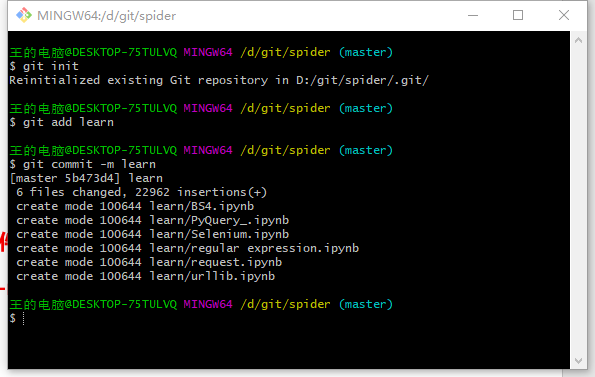 MINGW64:/d/git/spider
王的电脑@DESKTOP-75TULVQ MINGW64 /d/git/spider (master)
$ git init
Reinitialized existing Git repository in D:/git/spider/.git/
王的电脑@DESKTOP-75TULVQ MINGW64 /d/git/spider (master)
$ git add learn
王的电脑@DESKTOP-75TULVQ MINGW64 /d/git/spider (master)
$ git commit -m learn
[master 5b473d4] learn
 6 files changed, 22962 insertions(+)
 create mode 100644 learn/BS4.ipynb
 create mode 100644 learn/PyQuery_.ipynb
 create mode 100644 learn/Selenium.ipynb
 create mode 100644 learn/regular expression.ipynb
 create mode 100644 learn/request.ipynb
 create mode 100644 learn/urllib.ipynb
王的电脑@DESKTOP-75TULVQ MINGW64 /d/git/spider (master)
$